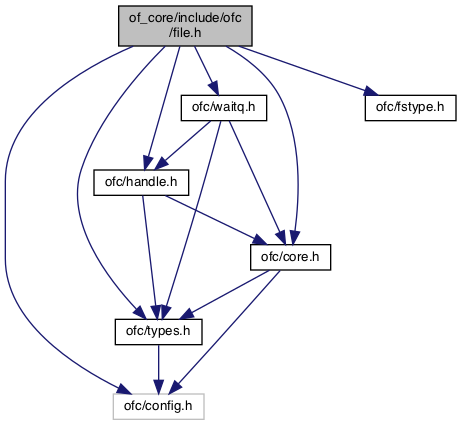 of_core/include/ofc
/file.h
ofc/waitq.h
ofc/fstype.h
ofc/handle.h
ofc/core.h
ofc/types.h
ofc/config.h